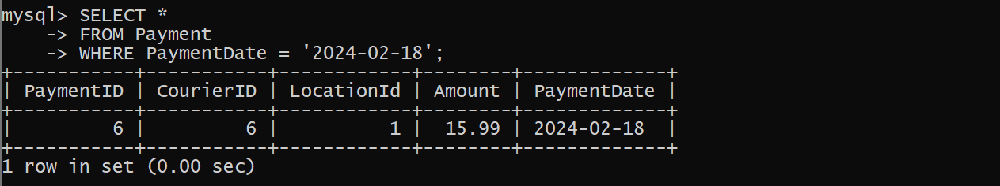 mysql> SELECT *
    -> FROM Payment
    -> WHERE PaymentDate = '2024-02-18';
+-----------+-----------+------------+--------+-------------+
| PaymentID | CourierID | LocationId | Amount | PaymentDate |
+-----------+-----------+------------+--------+-------------+
|         6 |         6 |          1 |  15.99 | 2024-02-18  |
+-----------+-----------+------------+--------+-------------+
1 row in set (0.00 sec)